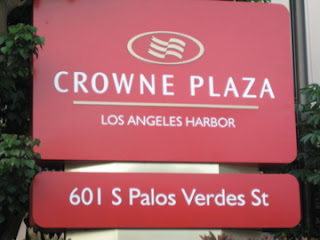 CROWNE PLAZA
LOS ANGELES HARBOR
601 S Palos Verdes St